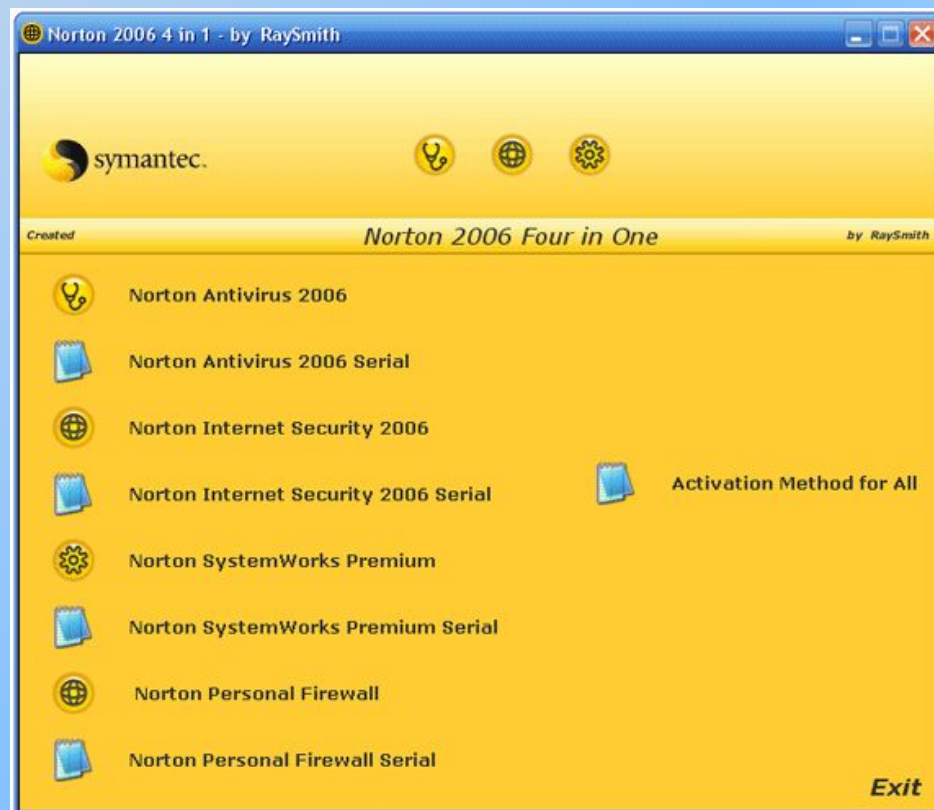 Norton 2006 4 in 1 - by RaySmith
symantec.
Created Norton 2006 Four in One by RaySmith
Norton Antivirus 2006
Norton Antivirus 2006 Serial
Norton Internet Security 2006
Norton Internet Security 2006 Serial
Activation Method for All
Norton SystemWorks Premium
Norton SystemWorks Premium Serial
Norton Personal Firewall
Norton Personal Firewall Serial
Exit